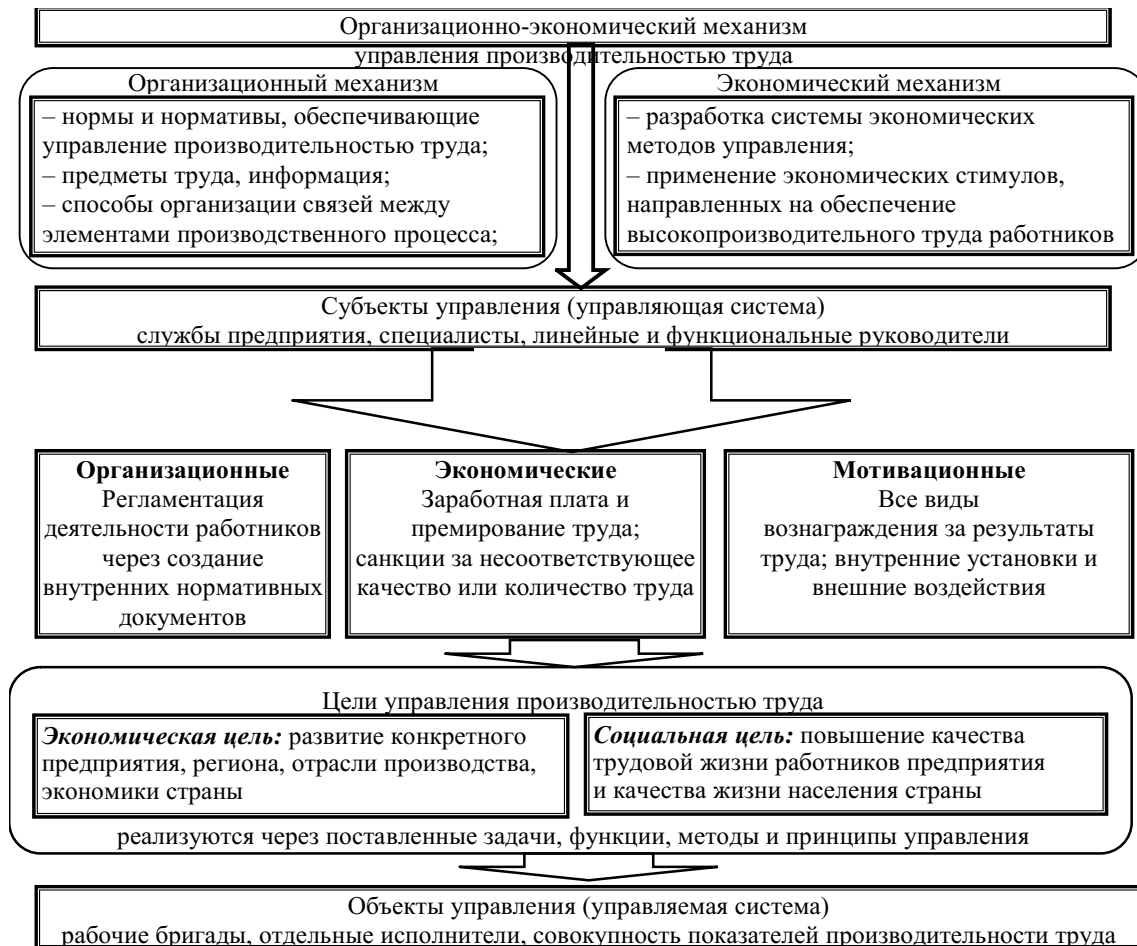 Организационно-экономический механизм
управления производительностью труда
Организационный механизм
– нормы и нормативы, обеспечивающие
управление производительностью труда;
– предметы труда, информация;
– способы организации связей между
элементами производственного процесса;
Экономический механизм
– разработка системы экономических
методов управления;
– применение экономических стимулов,
направленных на обеспечение
высокопроизводительного труда работников
Субъекты управления (управляющая система)
службы предприятия, специалисты, линейные и функциональные руководители
Организационные
Регламентация
деятельности работников
через создание
внутренних нормативных
документов
Экономические
Заработная плата и
премирование труда;
санкции за несоответствующее
качество или количество труда
Мотивационные
Все виды
вознаграждения за результаты
труда; внутренние установки и
внешние воздействия
Цели управления производительностью труда
Экономическая цель: развитие конкретного
предприятия, региона, отрасли производства,
экономики страны
Социальная цель: повышение качества
трудовой жизни работников предприятия
и качества жизни населения страны
реализуются через поставленные задачи, функции, методы и принципы управления
Объекты управления (управляемая система)
рабочие бригады, отдельные исполнители, совокупность показателей производительности труда